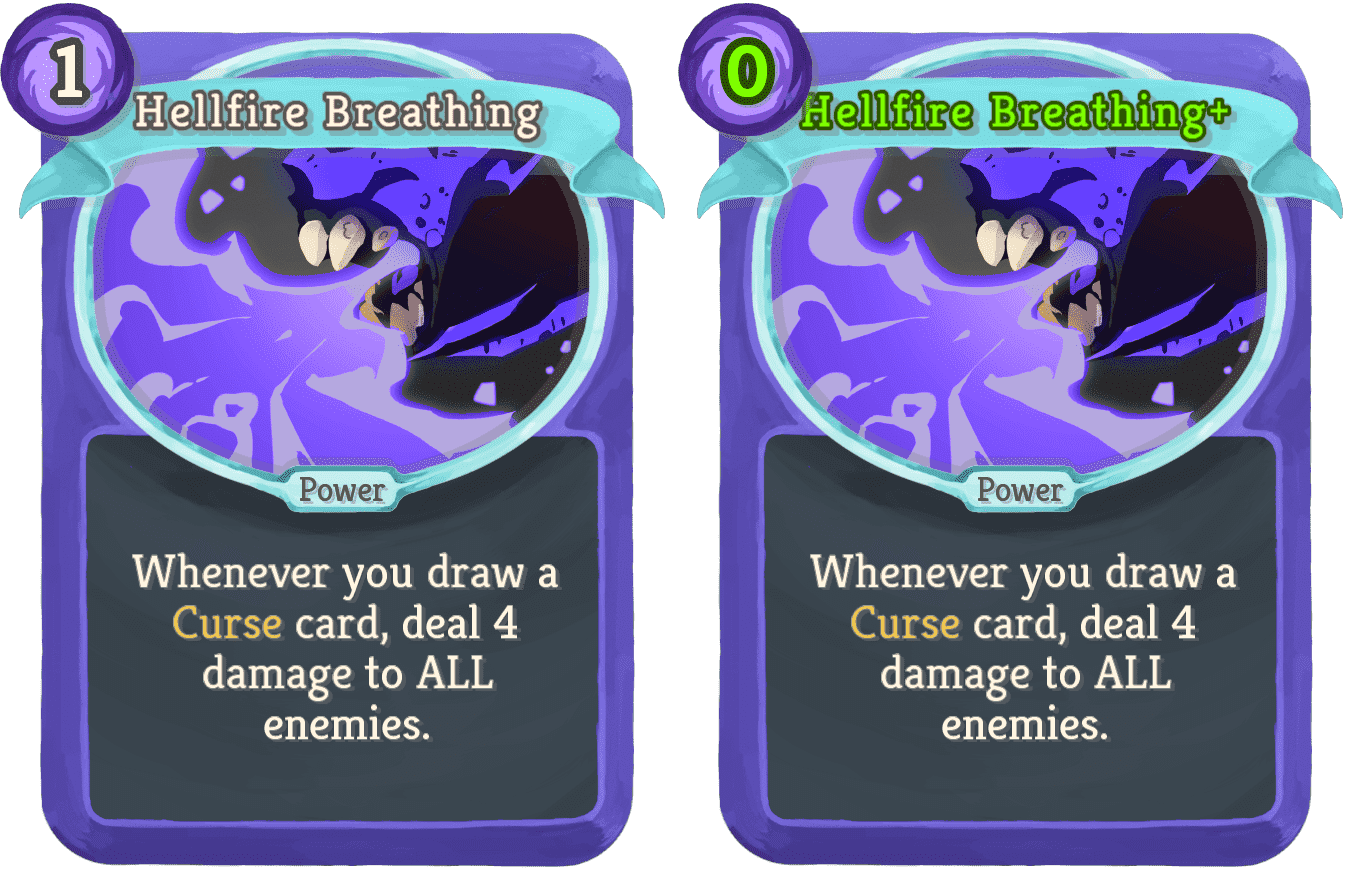 1
Hellfire Breathing
Power
Whenever you draw a
Curse card, deal 4
damage to ALL
enemies.
0
Hellfire Breathing+
Power
Whenever you draw a
Curse card, deal 4
damage to ALL
enemies.